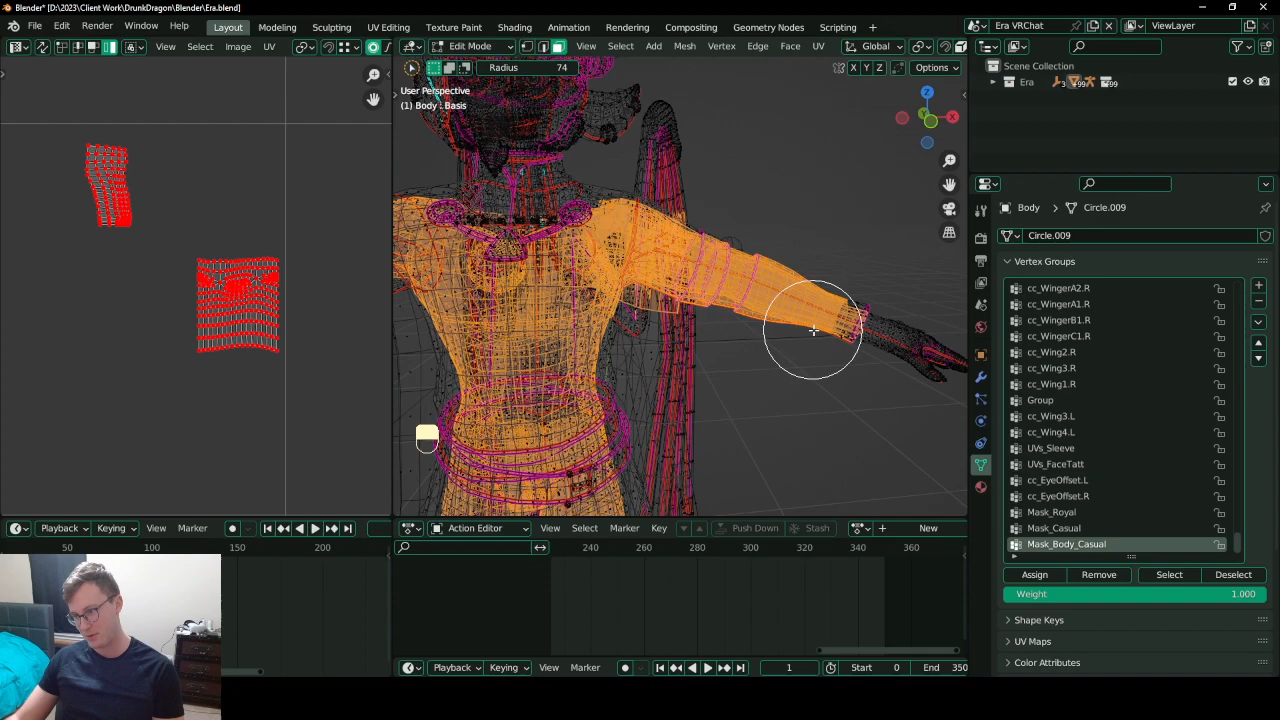 Blender* [D:\2023\Client Work\DrunkDragon\Blender\Era.blend]
File Edit Render Window Help Layout Modeling Sculpting UV Editing Texture Paint Shading Animation Rendering Compositing Geometry Nodes Scripting + Era VRChat ViewLayer
View Select Image UV Edit Mode View Select Add Mesh Vertex Edge Face UV Global
Radius 74 X Y Z Options
User Perspective
(1) Body : Basis
Z
X
Y
Scene Collection
Era 3 99 99
Body Circle.009
Circle.009
Vertex Groups
cc_WingerA2.R
cc_WingerA1.R
cc_WingerB1.R
cc_WingerC1.R
cc_Wing2.R
cc_Wing3.R
cc_Wing1.R
Group
cc_Wing3.L
cc_Wing4.L
UVs_Sleeve
UVs_FaceTatt
cc_EyeOffset.L
cc_EyeOffset.R
Mask_Royal
Mask_Casual
Mask_Body_Casual
Assign Remove Select Deselect
Weight 1.000
Shape Keys
UV Maps
Color Attributes
Playback Keying View Marker
50 100 150 200
Action Editor View Select Marker Key Push Down Stash New
240 260 280 300 320 340 360
Playback Keying View Marker 1 Start 0 End 350